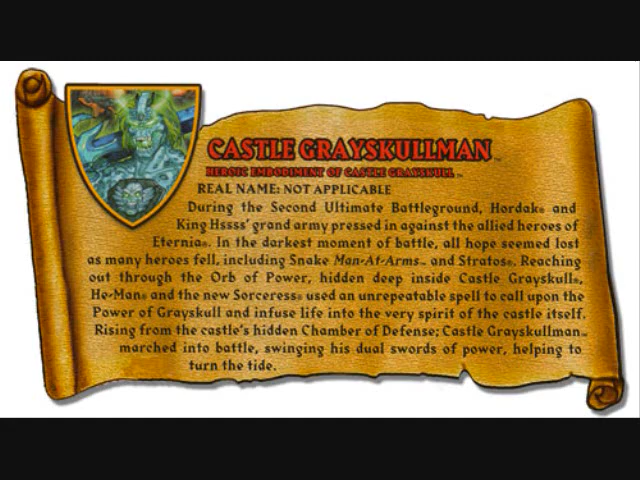 CASTLE GRAYSKULLMAN™
HEROIC EMBODIMENT OF CASTLE GRAYSKULL™
REAL NAME: NOT APPLICABLE
During the Second Ultimate Battleground, Hordak® and
King Hssss' grand army pressed in against the allied heroes of
Eternia®. In the darkest moment of battle, all hope seemed lost
as many heroes fell, including Snake Man-At-Arms™ and Stratos®. Reaching
out through the Orb of Power, hidden deep inside Castle Grayskull®,
He-Man® and the new Sorceress® used an unrepeatable spell to call upon the
Power of Grayskull and infuse life into the very spirit of the castle itself.
Rising from the castle's hidden Chamber of Defense; Castle Grayskullman™
marched into battle, swinging his dual swords of power, helping to
turn the tide.